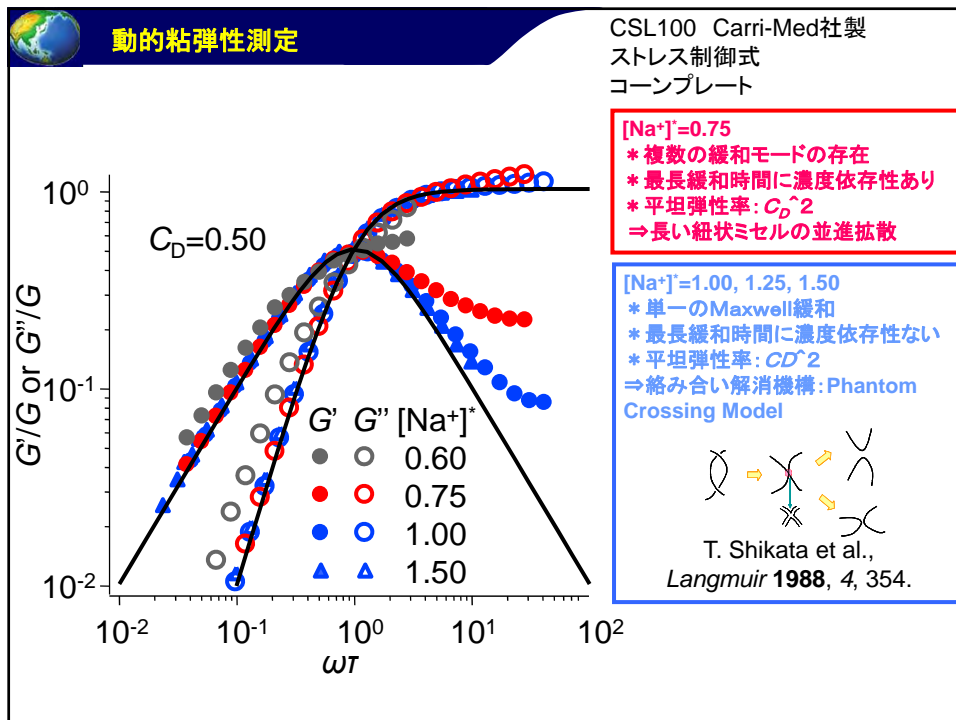 動的粘弾性測定
CSL100 Carri-Med社製
ストレス制御式
コーンプレート
[Na⁺]*=0.75
＊複数の緩和モードの存在
＊最長緩和時間に濃度依存性あり
＊平坦弾性率：C_D^2
⇒長い紐状ミセルの並進拡散
[Na⁺]*=1.00, 1.25, 1.50
＊単一のMaxwell緩和
＊最長緩和時間に濃度依存性ない
＊平坦弾性率：CD^2
⇒絡み合い解消機構：Phantom
Crossing Model
T. Shikata et al.,
Langmuir 1988, 4, 354.
G'/G or G''/G
10⁰
10⁻¹
10⁻²
C_D=0.50
G' G'' [Na⁺]*
0.60
0.75
1.00
1.50
10⁻² 10⁻¹ 10⁰ 10¹ 10²
ωτ